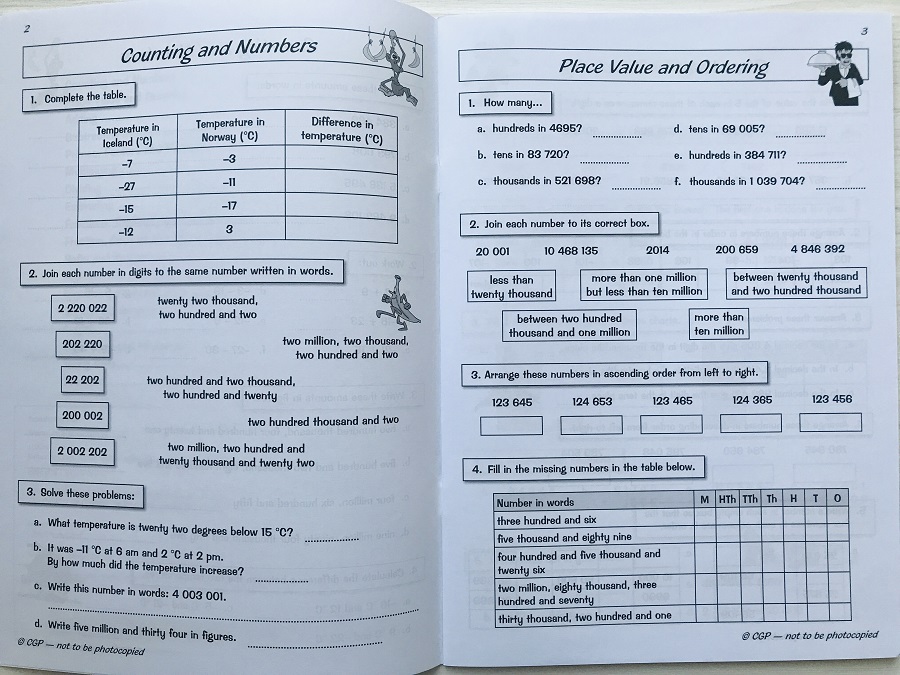 2
Counting and Numbers
1. Complete the table.
Temperature in Iceland (°C) Temperature in Norway (°C) Difference in temperature (°C)
–7 –3
–27 –11
–15 –17
–12 3
2. Join each number in digits to the same number written in words.
2 220 022
twenty two thousand,
two hundred and two
202 220
two million, two thousand,
two hundred and two
22 202
two hundred and two thousand,
two hundred and twenty
200 002
two hundred thousand and two
2 002 202
two million, two hundred and
twenty thousand and twenty two
3. Solve these problems:
a. What temperature is twenty two degrees below 15 °C?
b. It was –11 °C at 6 am and 2 °C at 2 pm.
By how much did the temperature increase?
c. Write this number in words: 4 003 001.
d. Write five million and thirty four in figures.
© CGP — not to be photocopied
3
Place Value and Ordering
1. How many...
a. hundreds in 4695? d. tens in 69 005?
b. tens in 83 720? e. hundreds in 384 711?
c. thousands in 521 698? f. thousands in 1 039 704?
2. Join each number to its correct box.
20 001 10 468 135 2014 200 659 4 846 392
less than
twenty thousand
more than one million
but less than ten million
between twenty thousand
and two hundred thousand
between two hundred
thousand and one million
more than
ten million
3. Arrange these numbers in ascending order from left to right.
123 645 124 653 123 465 124 365 123 456
4. Fill in the missing numbers in the table below.
Number in words M HTh TTh Th H T O
three hundred and six
five thousand and eighty nine
four hundred and five thousand and
twenty six
two million, eighty thousand, three
hundred and seventy
thirty thousand, two hundred and one
© CGP — not to be photocopied